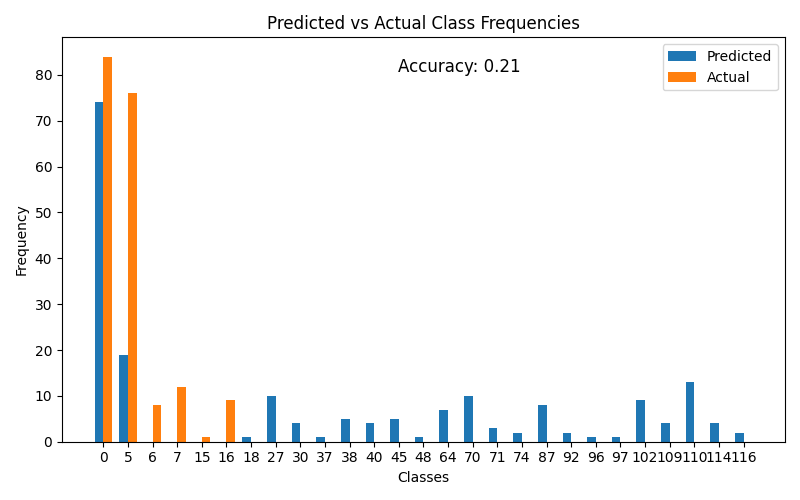 Predicted vs Actual Class Frequencies
Accuracy: 0.21
Predicted
Actual
80
70
60
50
40
30
20
10
0
Frequency
0 5 6 7 15 16 18 27 30 37 38 40 45 48 64 70 71 74 87 92 96 97 102 109 110 114 116
Classes